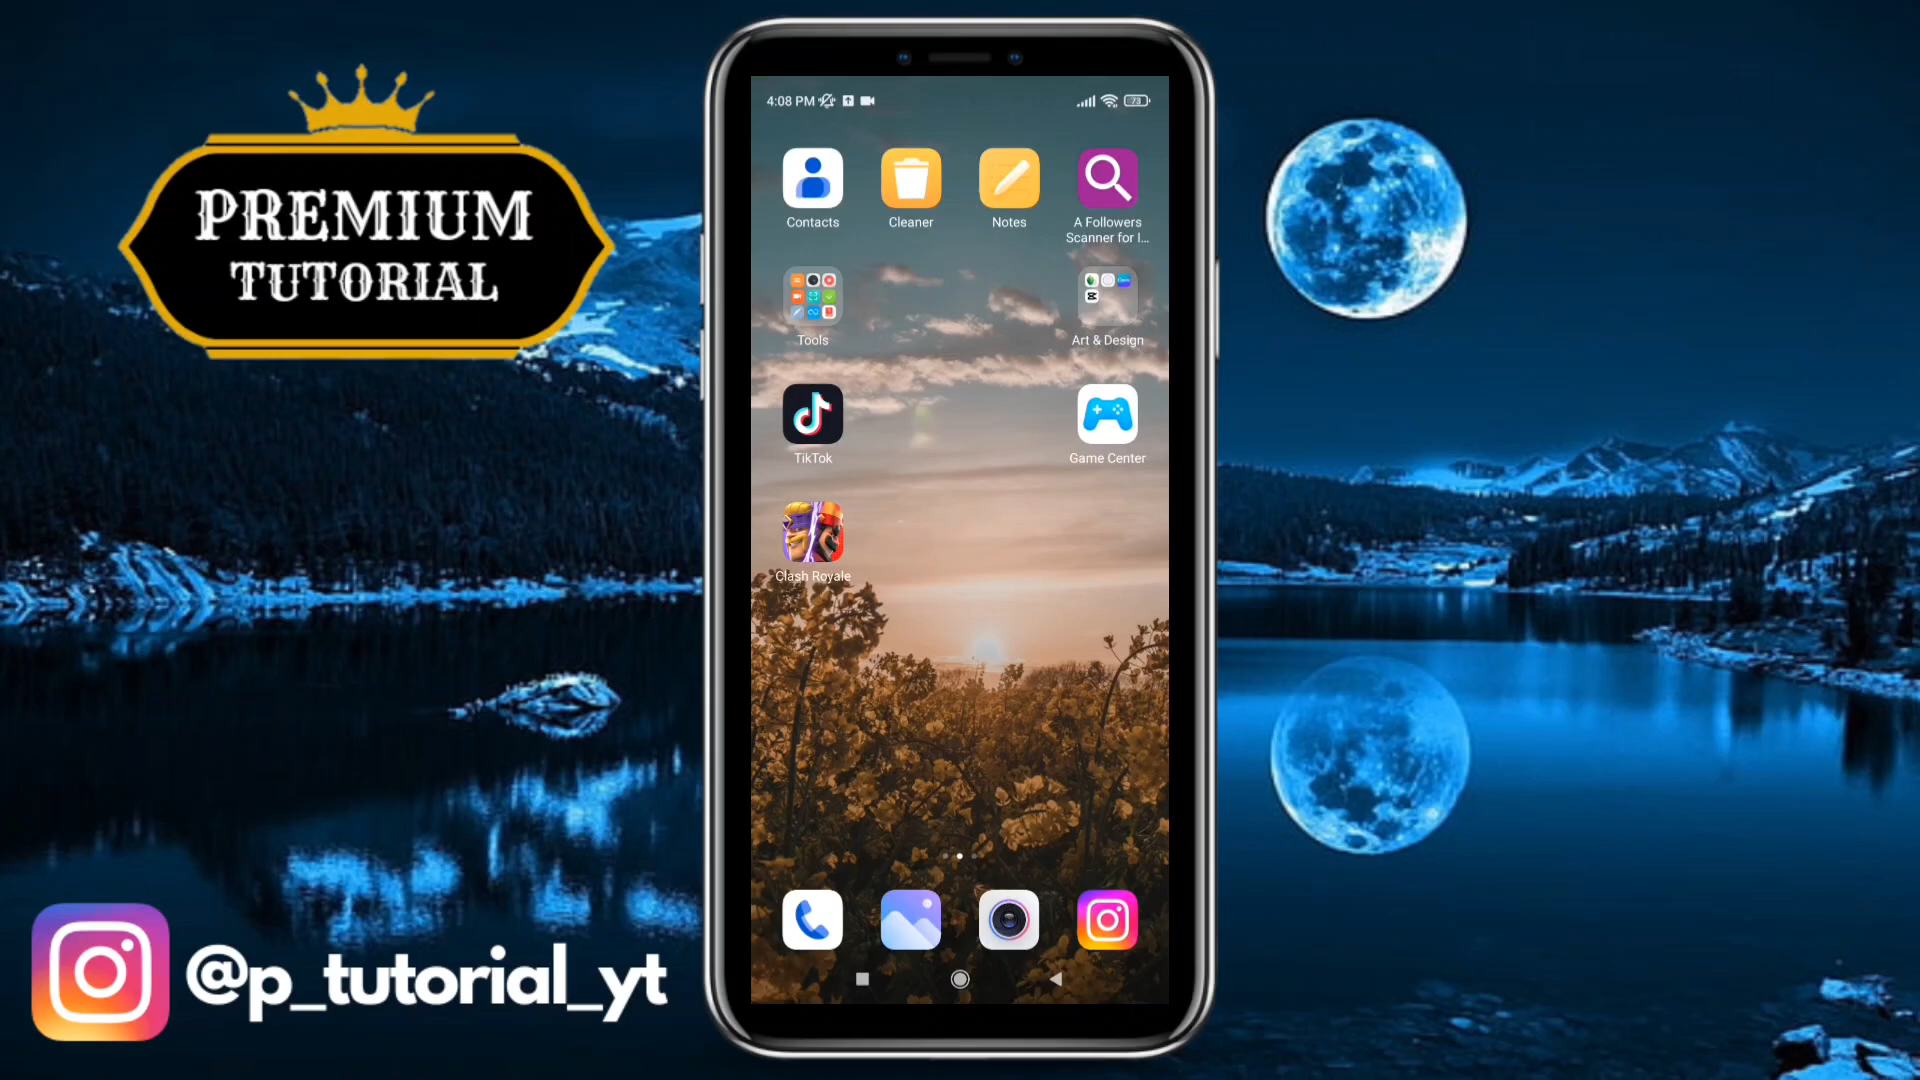 PREMIUM
TUTORIAL
@p_tutorial_yt
4:08 PM
73
Contacts
Cleaner
Notes
A Followers
Scanner for I...
Tools
Art & Design
TikTok
Game Center
Clash Royale